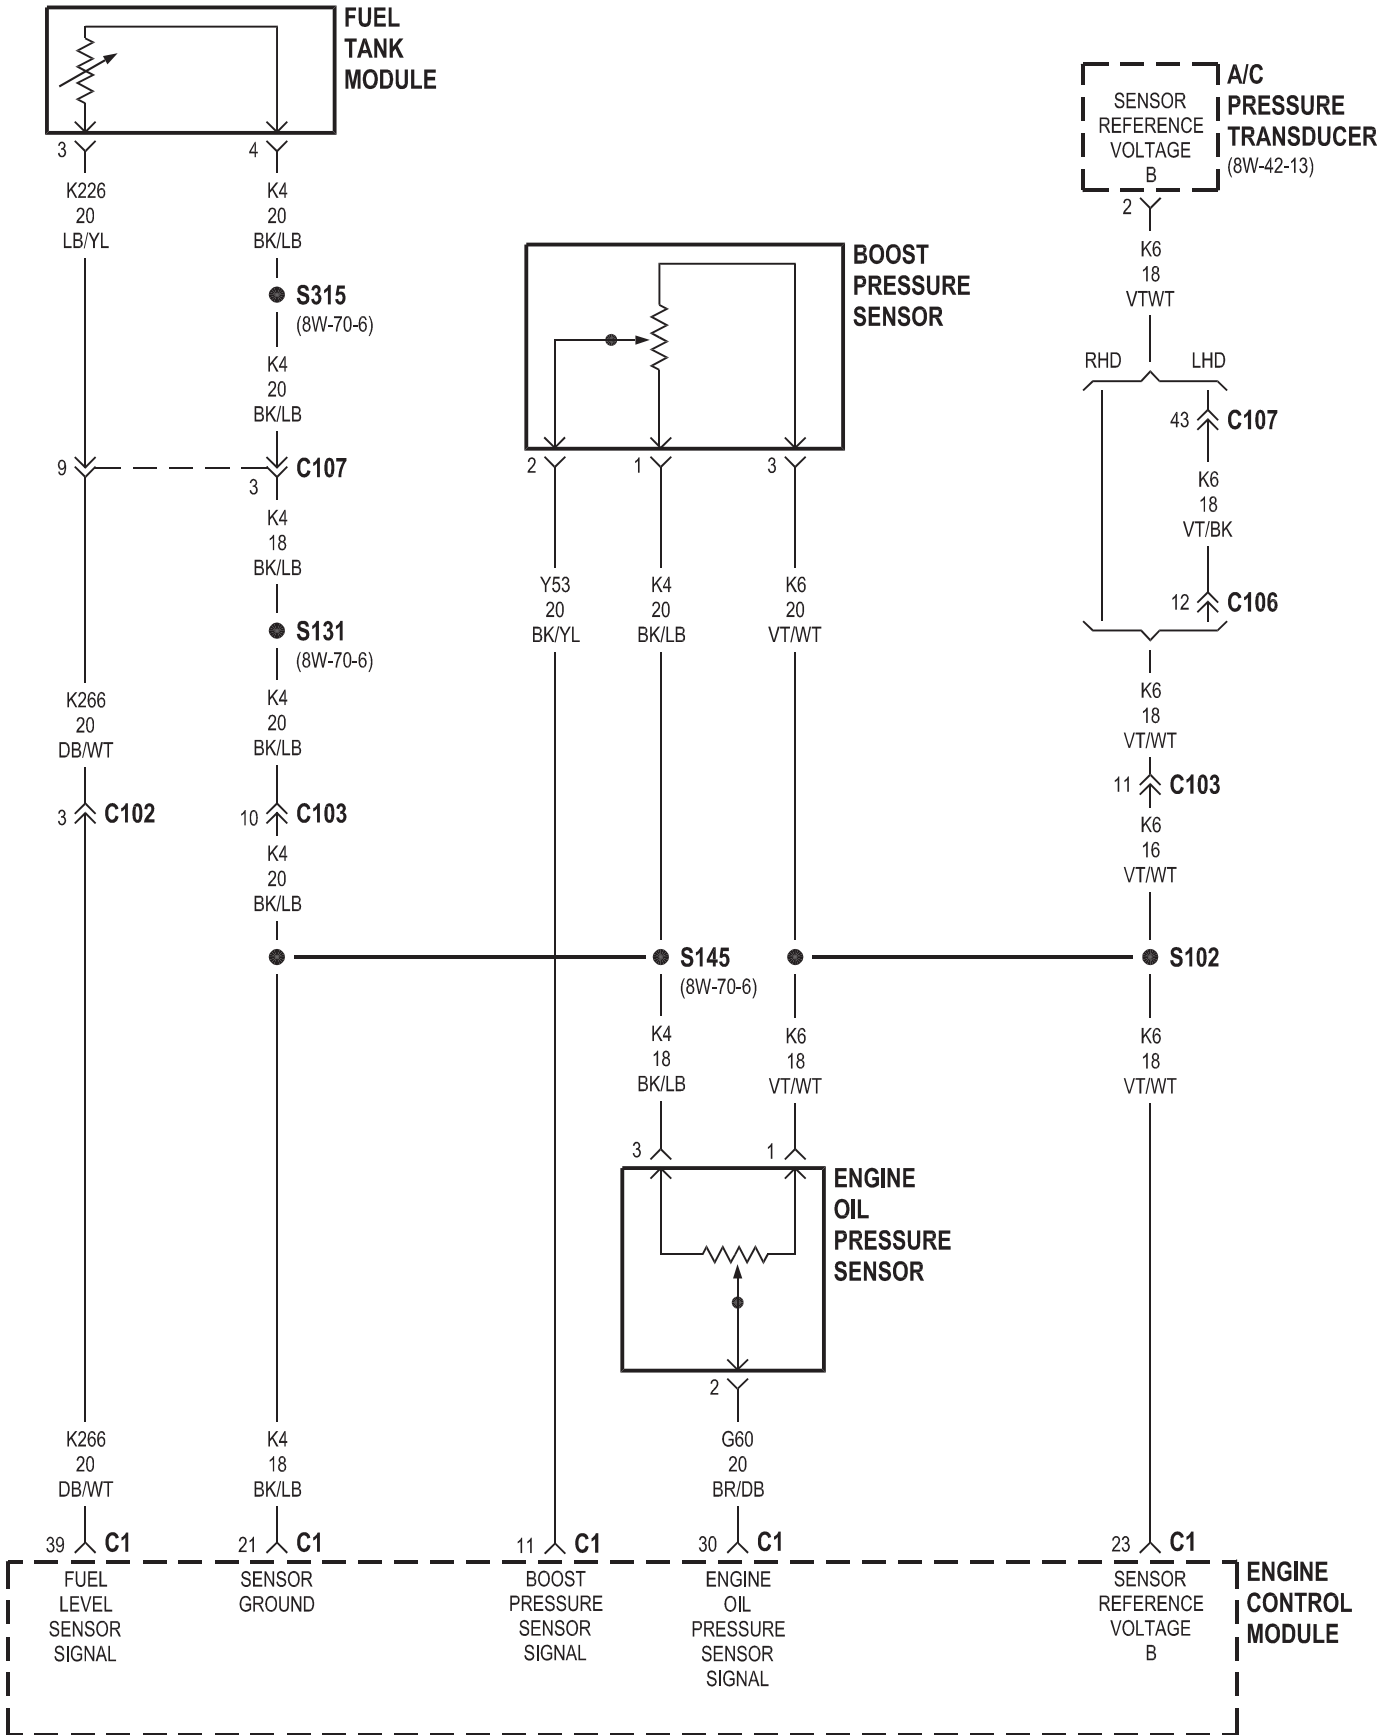 FUEL
TANK
MODULE
3
4
K226
20
LB/YL
K4
20
BK/LB
S315
(8W-70-6)
K4
20
BK/LB
9
3
C107
K4
18
BK/LB
S131
(8W-70-6)
K266
20
DB/WT
K4
20
BK/LB
3
C102
10
C103
K4
20
BK/LB
K266
20
DB/WT
K4
18
BK/LB
39
C1
21
C1
BOOST
PRESSURE
SENSOR
2
1
3
Y53
20
BK/YL
K4
20
BK/LB
K6
20
VT/WT
S145
(8W-70-6)
K4
18
BK/LB
K6
18
VT/WT
3
1
ENGINE
OIL
PRESSURE
SENSOR
2
G60
20
BR/DB
11
C1
30
C1
A/C
PRESSURE
TRANSDUCER
(8W-42-13)
SENSOR
REFERENCE
VOLTAGE
B
2
K6
18
VTWT
RHD
LHD
43
C107
K6
18
VT/BK
12
C106
K6
18
VT/WT
11
C103
K6
16
VT/WT
S102
K6
18
VT/WT
23
C1
FUEL
LEVEL
SENSOR
SIGNAL
SENSOR
GROUND
BOOST
PRESSURE
SENSOR
SIGNAL
ENGINE
OIL
PRESSURE
SENSOR
SIGNAL
SENSOR
REFERENCE
VOLTAGE
B
ENGINE
CONTROL
MODULE